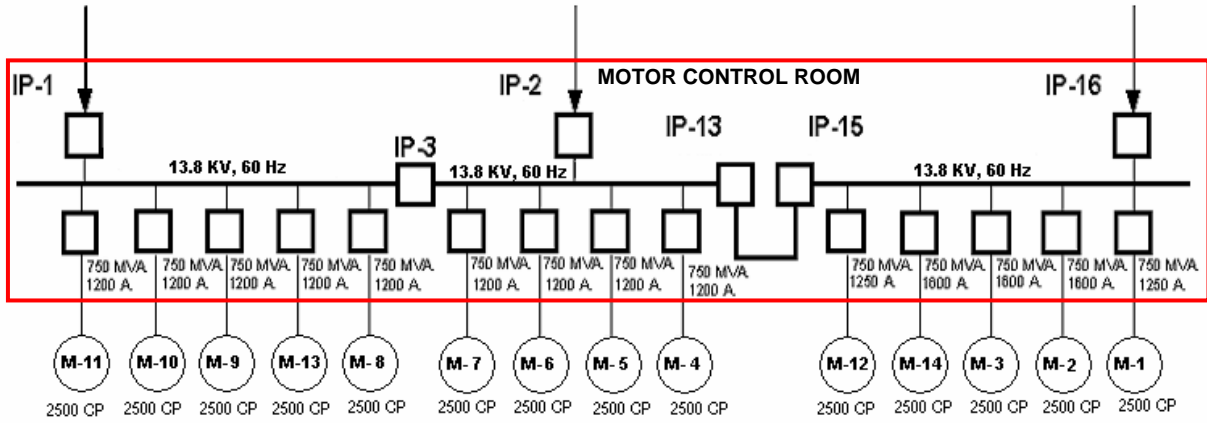 MOTOR CONTROL ROOM
IP-1
IP-2
IP-16
IP-13
IP-15
IP-3
13.8 KV, 60 Hz
13.8 KV, 60 Hz
13.8 KV, 60 Hz
750 MVA.
1200 A.
750 MVA.
1200 A.
750 MVA.
1200 A.
750 MVA.
1200 A.
750 MVA.
1200 A.
750 MVA.
1200 A.
750 MVA.
1200 A.
750 MVA.
1200 A.
750 MVA.
1200 A.
750 MVA.
1250 A.
750 MVA.
1600 A.
750 MVA.
1600 A.
750 MVA.
1600 A.
750 MVA.
1250 A.
M-11
M-10
M-9
M-13
M-8
M-7
M-6
M-5
M-4
M-12
M-14
M-3
M-2
M-1
2500 CP
2500 CP
2500 CP
2500 CP
2500 CP
2500 CP
2500 CP
2500 CP
2500 CP
2500 CP
2500 CP
2500 CP
2500 CP
2500 CP